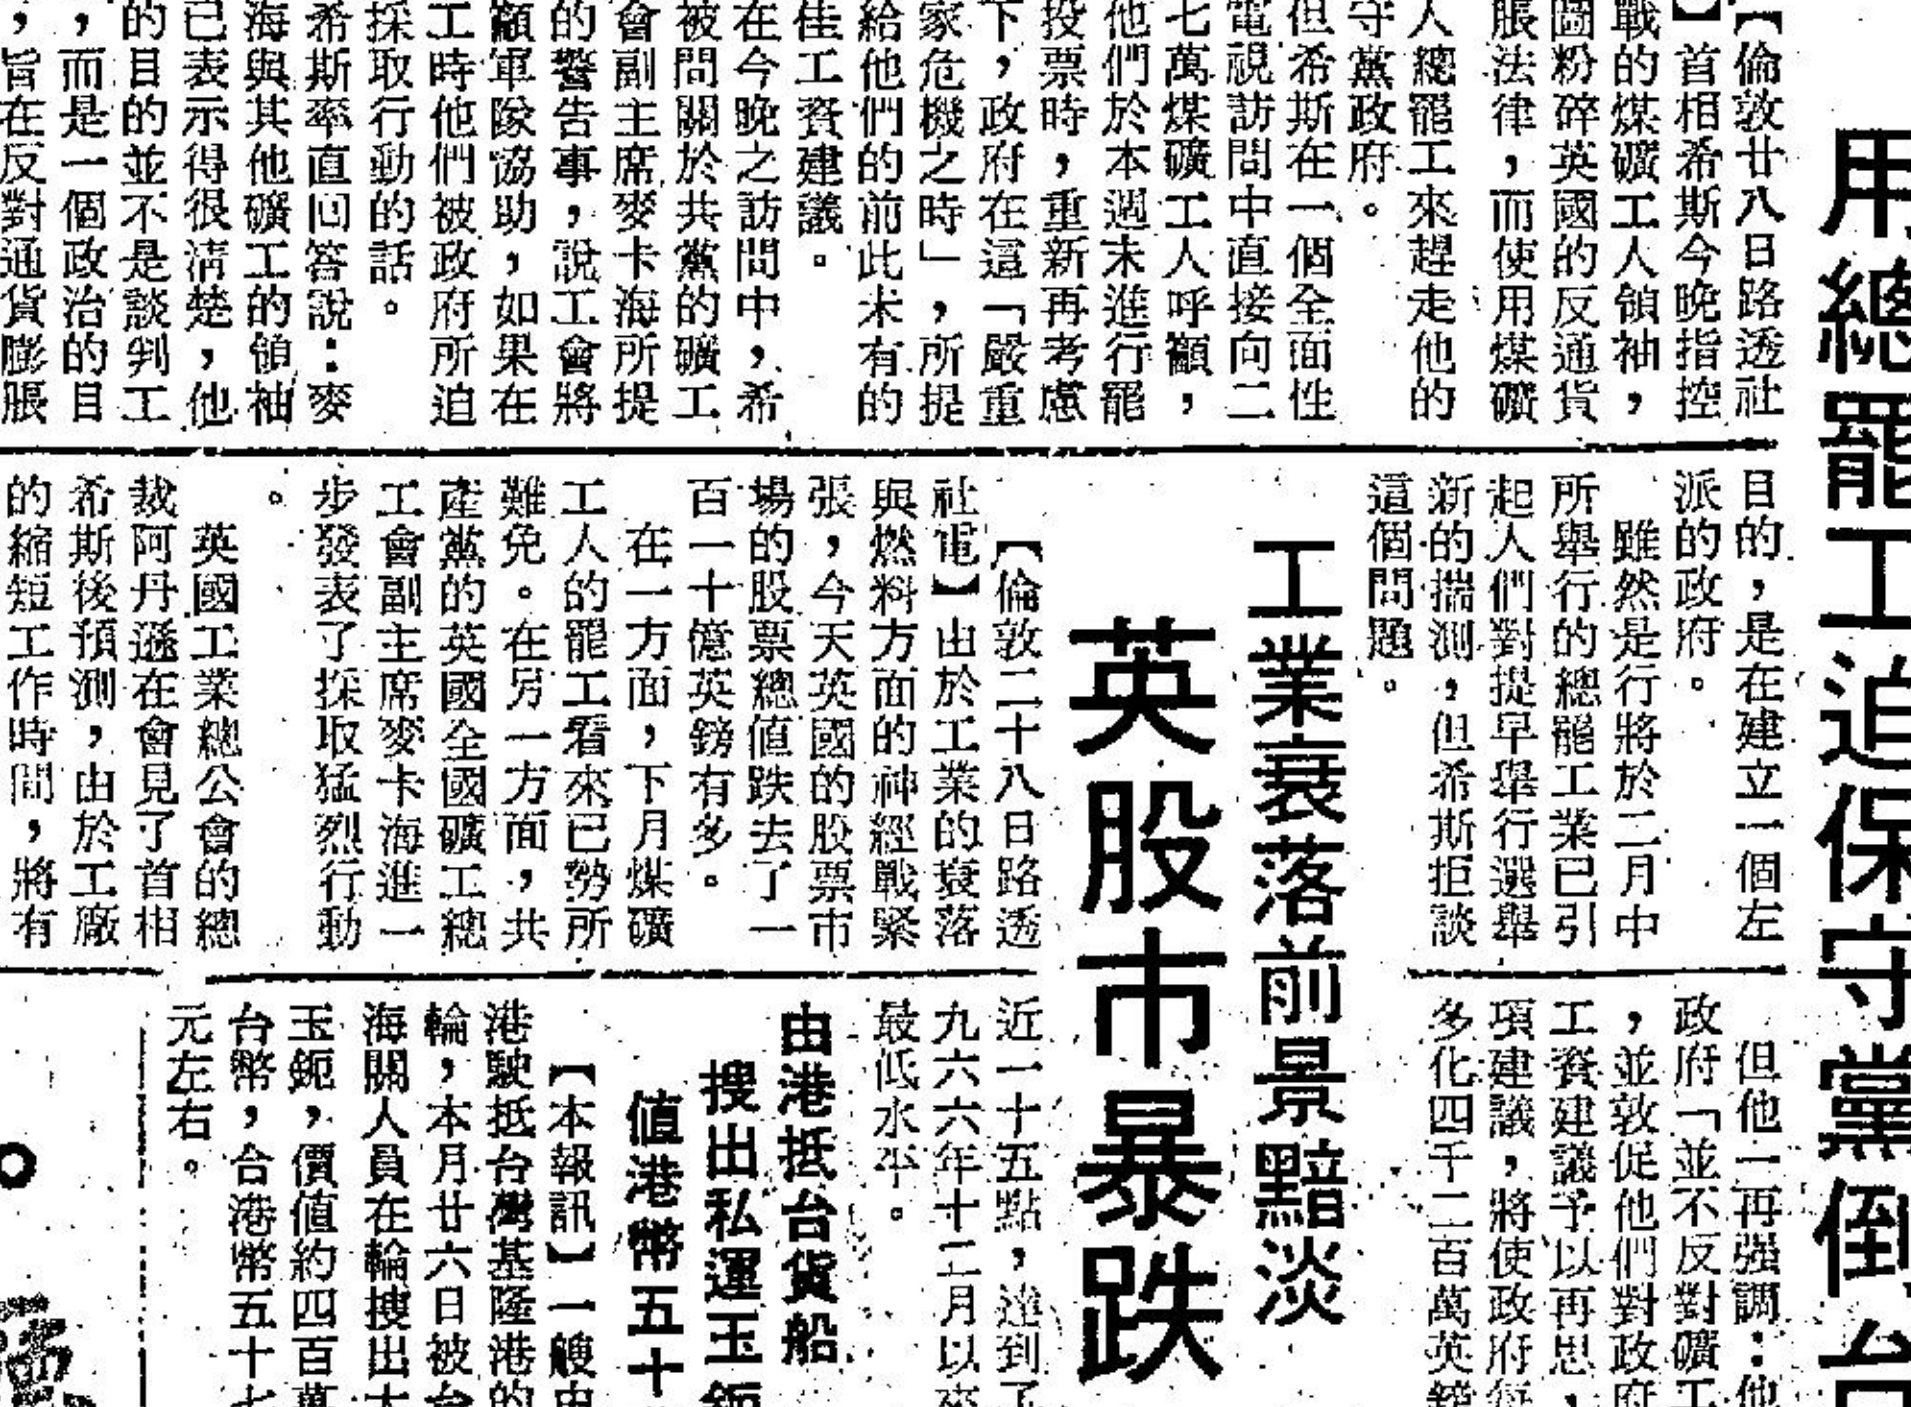 用總罷工迫保守黨倒台
【倫敦廿八日路透社
】首相希斯今晚指控
戰的煤礦工人領袖，
圖粉碎英國的反通貨
脹法律，而使用煤礦
人總罷工來趕走他的
守黨政府。
但希斯在一個全面性
電視訪問中直接向二
七萬煤礦工人呼籲，
他們於本週末進行罷
投票時，重新再考慮
下，政府在這「嚴重
家危機之時」，所提
給他們的前此未有的
佳工資建議。
在今晚之訪問中，希
被問關於共黨的礦工
會副主席麥卡海所提
的警告事，說工會將
籲軍隊協助，如果在
工時他們被政府所迫
採取行動的話。
希斯率直回答說：麥
海與其他礦工的領袖
已表示得很清楚，他
的目的並不是談判工
，而是一個政治的目
，旨在反對通貨膨脹
目的，是在建立一個左
派的政府。
雖然是行將於二月中
所舉行的總罷工業已引
起人們對提早舉行選舉
新的揣測，但希斯拒談
這個問題。
但他一再强調：他
政府「並不反對礦工
，並敦促他們對政府
工資建議予以再思，
項建議，將使政府每
多化四千二百萬英鎊
工業衰落前景黯淡
英股市暴跌
【倫敦二十八日路透
社電】由於工業的衰落
與燃料方面的神經戰緊
張，今天英國的股票市
場的股票總值跌去了一
百一十億英鎊有多。
在一方面，下月煤礦
工人的罷工看來已勢所
難免。在另一方面，共
產黨的英國全國礦工總
工會副主席麥卡海進一
步發表了採取猛烈行動
。
英國工業總公會的總
裁阿丹遜在會見了首相
希斯後預測，由於工廠
的縮短工作時間，將有
近一十五點，達到了
九六六年十二月以來
最低水平。
由港抵台貨船
搜出私運玉鈪
值港幣五十
【本報訊】一艘由
港駛抵台灣基隆港的
輪，本月廿六日被台
海關人員在輪搜出大
玉鈪，價值約四百萬
台幣，合港幣五十七
元左右。